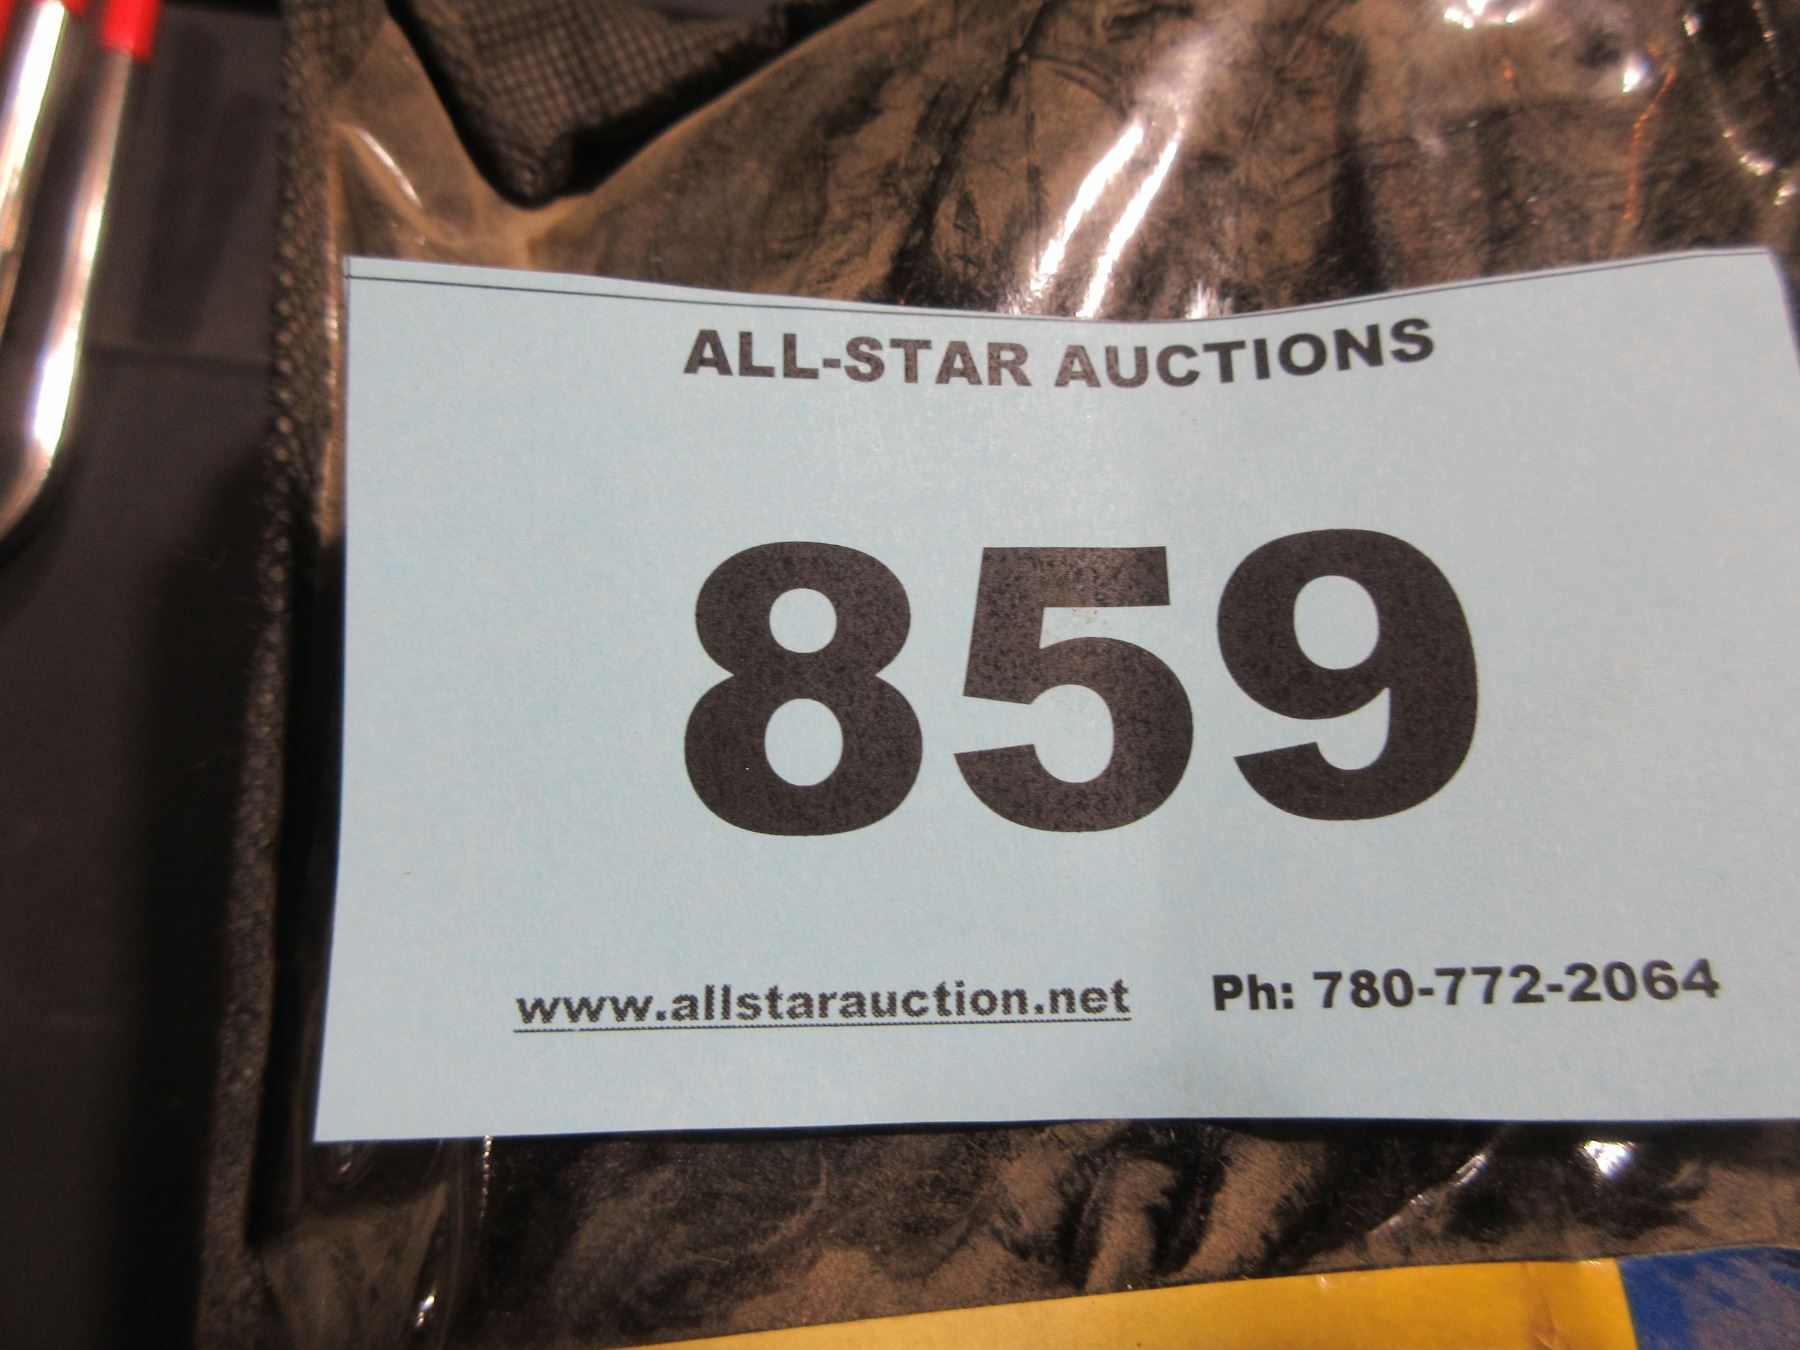 ALL-STAR AUCTIONS
859
www.allstarauction.net Ph: 780-772-2064